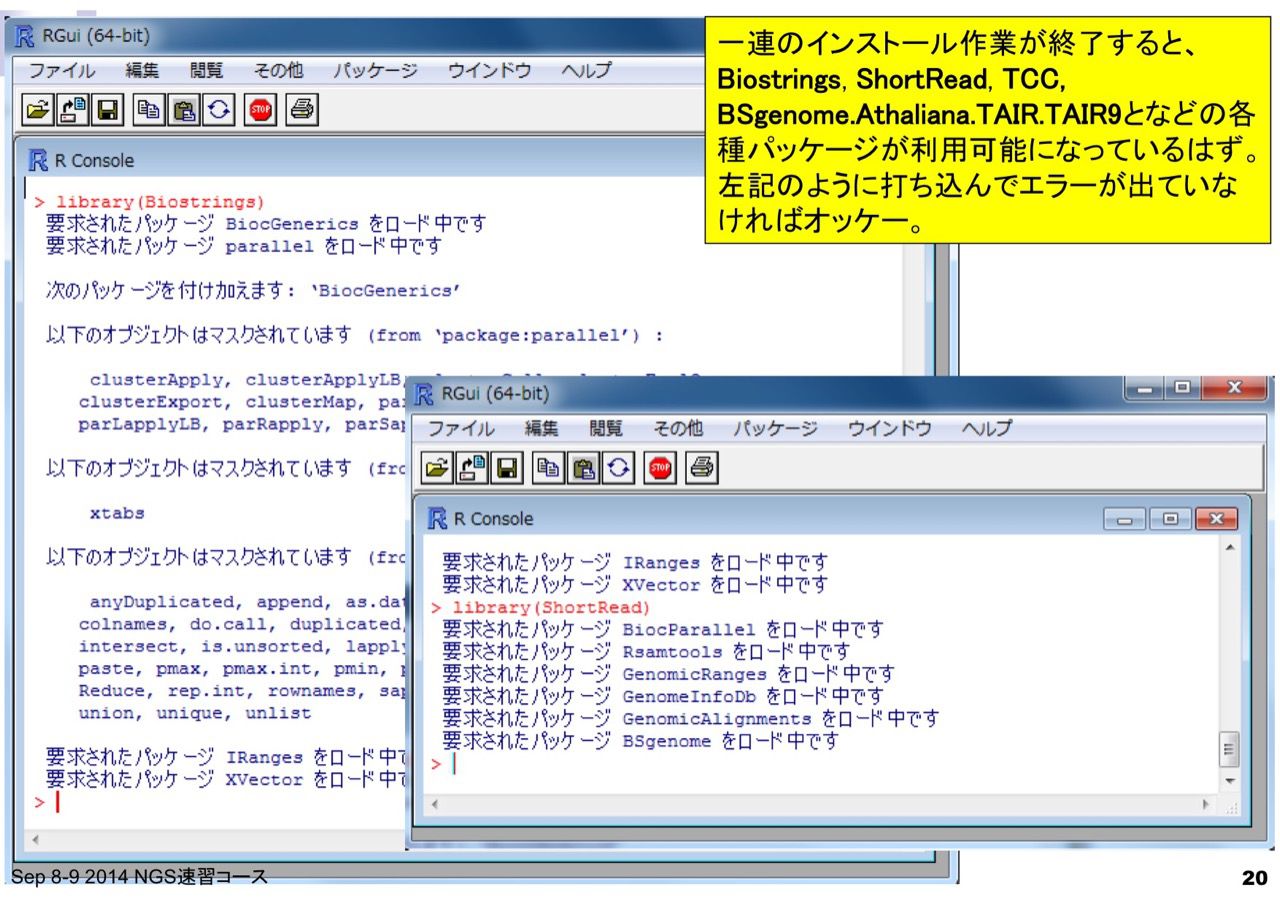 RGui (64-bit)
ファイル 編集 閲覧 その他 パッケージ ウインドウ ヘルプ
STOP
R Console
> library(Biostrings)
要求されたパッケージ BiocGenerics をロード中です
要求されたパッケージ parallel をロード中です
次のパッケージを付け加えます: ‘BiocGenerics’
以下のオブジェクトはマスクされています (from ‘package:parallel’) :
clusterApply, clusterApplyLB,
clusterExport, clusterMap,
parLapplyLB, parRapply,
以下のオブジェクトはマスクされています
xtabs
以下のオブジェクトはマスクされています
anyDuplicated, append,
colnames, do.call, duplicated,
intersect, is.unsorted,
paste, pmax, pmax.int, pmin,
Reduce, rep.int, rownames,
union, unique, unlist
要求されたパッケージ IRanges をロード中
要求されたパッケージ XVector をロード中
>
一連のインストール作業が終了すると、
Biostrings, ShortRead, TCC,
BSgenome.Athaliana.TAIR.TAIR9となどの各
種パッケージが利用可能になっているはず。
左記のように打ち込んでエラーが出ていな
ければオッケー。
RGui (64-bit)
ファイル 編集 閲覧 その他 パッケージ ウインドウ ヘルプ
STOP
R Console
要求されたパッケージ IRanges をロード中です
要求されたパッケージ XVector をロード中です
> library(ShortRead)
要求されたパッケージ BiocParallel をロード中です
要求されたパッケージ Rsamtools をロード中です
要求されたパッケージ GenomicRanges をロード中です
要求されたパッケージ GenomeInfoDb をロード中です
要求されたパッケージ GenomicAlignments をロード中です
要求されたパッケージ BSgenome をロード中です
>
Sep 8-9 2014 NGS速習コース
20